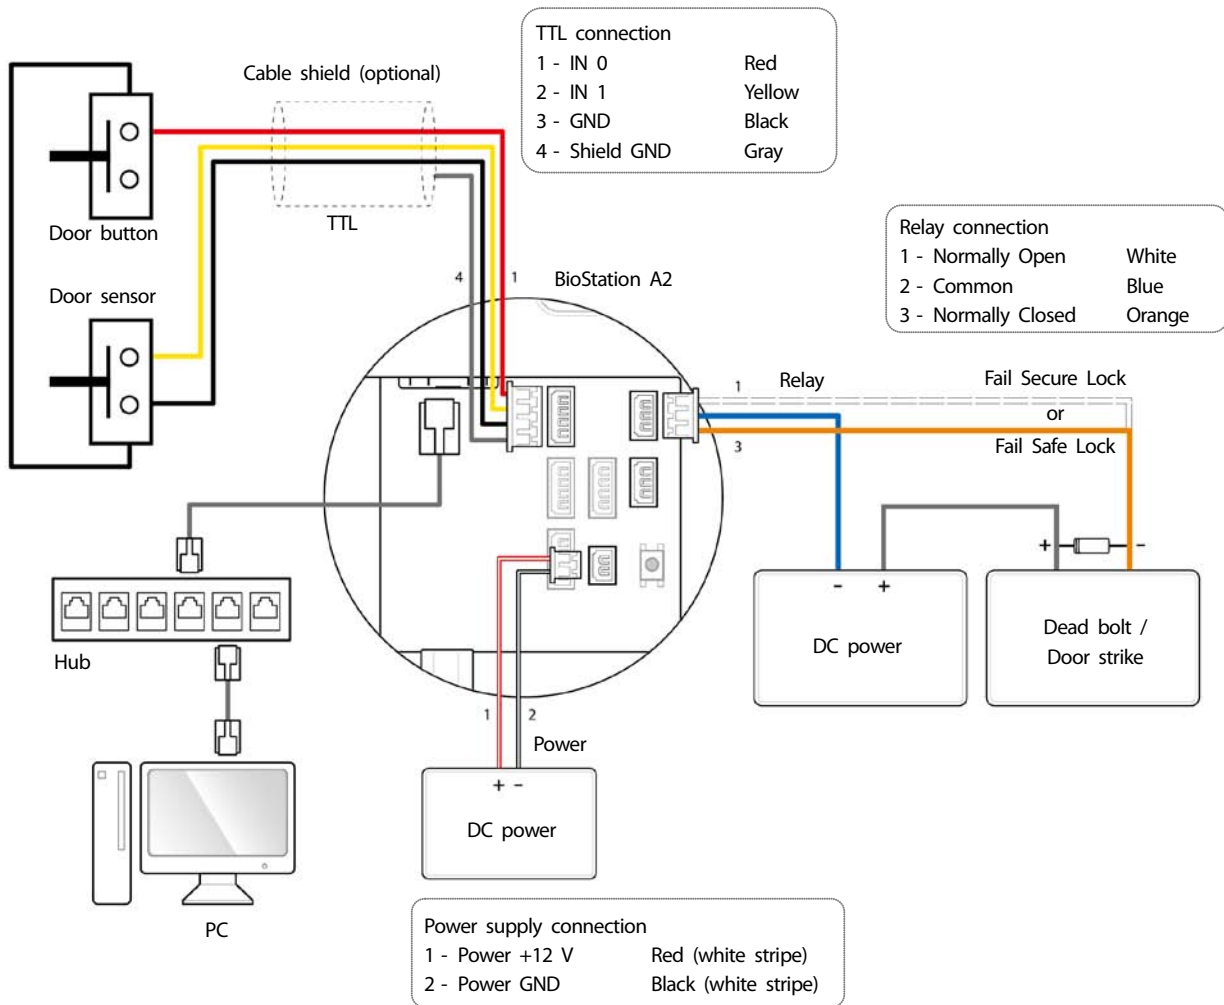 TTL connection
1 - IN 0 Red
2 - IN 1 Yellow
3 - GND Black
4 - Shield GND Gray
Cable shield (optional)
TTL
Door button
Door sensor
4
1
BioStation A2
Relay connection
1 - Normally Open White
2 - Common Blue
3 - Normally Closed Orange
1
Relay
Fail Secure Lock
or
3
Fail Safe Lock
+
-
- +
DC power
Dead bolt /
Door strike
Hub
PC
1
2
Power
+ -
DC power
Power supply connection
1 - Power +12 V Red (white stripe)
2 - Power GND Black (white stripe)